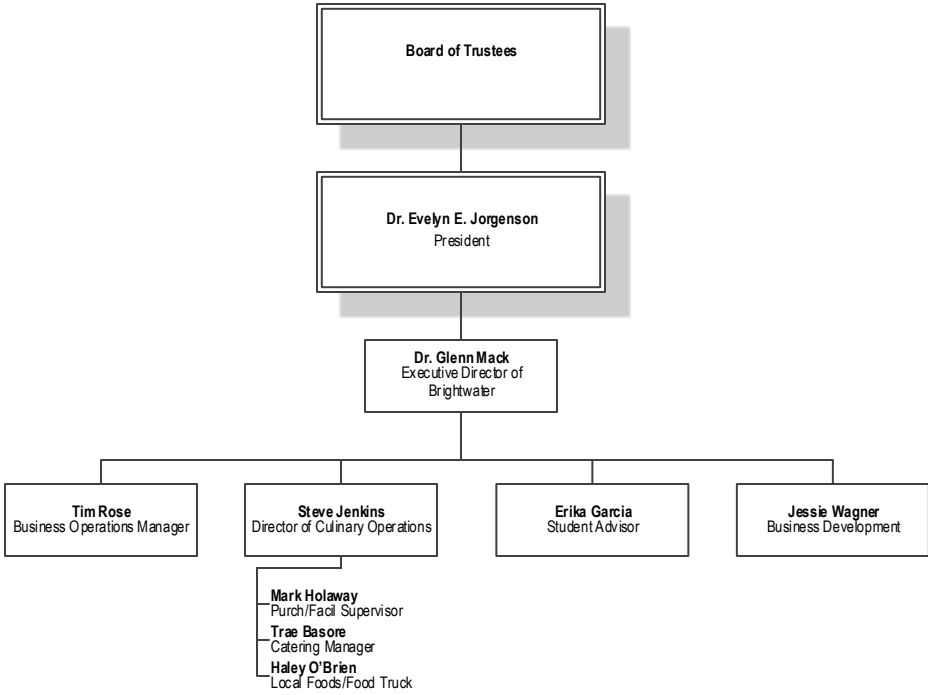 Board of Trustees
Dr. Evelyn E. Jorgenson
President
Dr. Glenn Mack
Executive Director of
Brightwater
Tim Rose
Business Operations Manager
Steve Jenkins
Director of Culinary Operations
Erika Garcia
Student Advisor
Jessie Wagner
Business Development
Mark Holaway
Purch/Facil Supervisor
Trae Basore
Catering Manager
Haley O’Brien
Local Foods/Food Truck